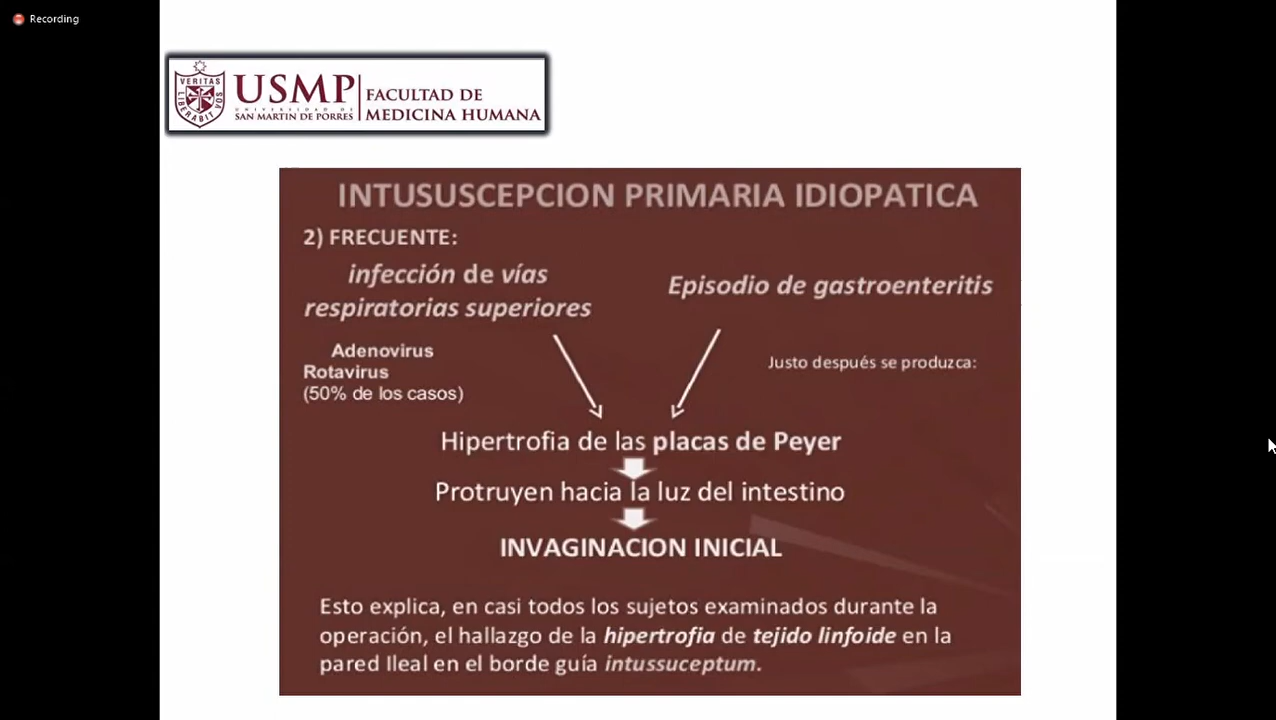 Recording
VERITAS
LIBERABIT VOS
USMP
UNIVERSIDAD DE
SAN MARTIN DE PORRES
FACULTAD DE
MEDICINA HUMANA
INTUSUSCEPCION PRIMARIA IDIOPATICA
2) FRECUENTE:
infección de vías
respiratorias superiores
Episodio de gastroenteritis
Adenovirus
Rotavirus
(50% de los casos)
Justo después se produzca:
Hipertrofia de las placas de Peyer
Protruyen hacia la luz del intestino
INVAGINACION INICIAL
Esto explica, en casi todos los sujetos examinados durante la
operación, el hallazgo de la hipertrofia de tejido linfoide en la
pared Ileal en el borde guía intussuceptum.